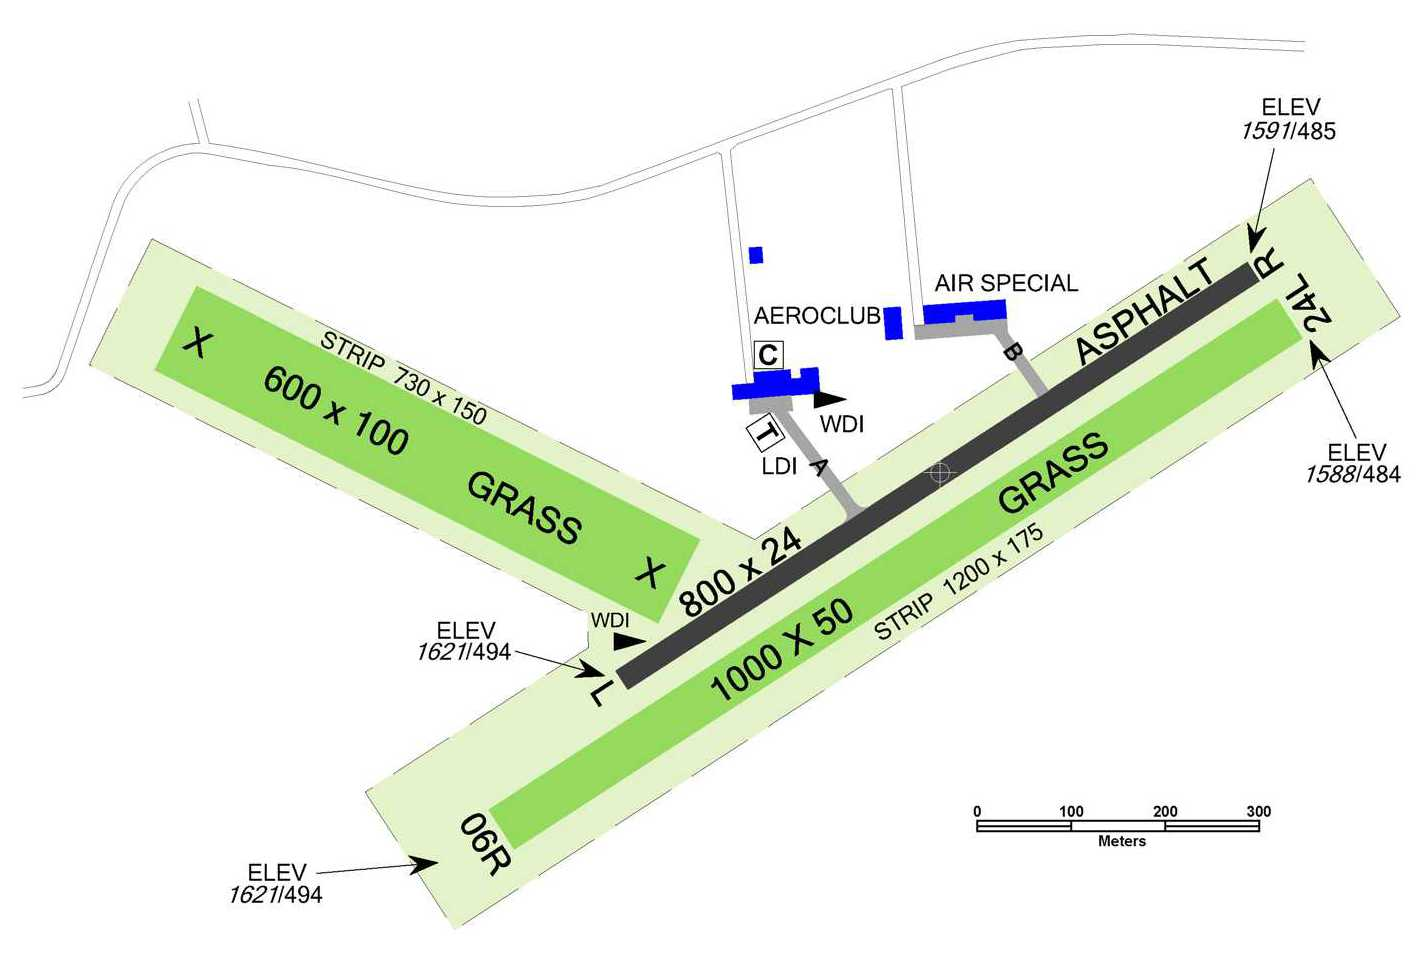 ELEV
1591/485
R
24L
ASPHALT
AIR SPECIAL
AEROCLUB
B
C
WDI
T
LDI
A
X
STRIP 730 x 150
600 x 100
GRASS
X
ELEV
1588/484
GRASS
STRIP 1200 x 175
800 x 24
1000 X 50
WDI
ELEV
1621/494
L
06R
ELEV
1621/494
0 100 200 300
Meters